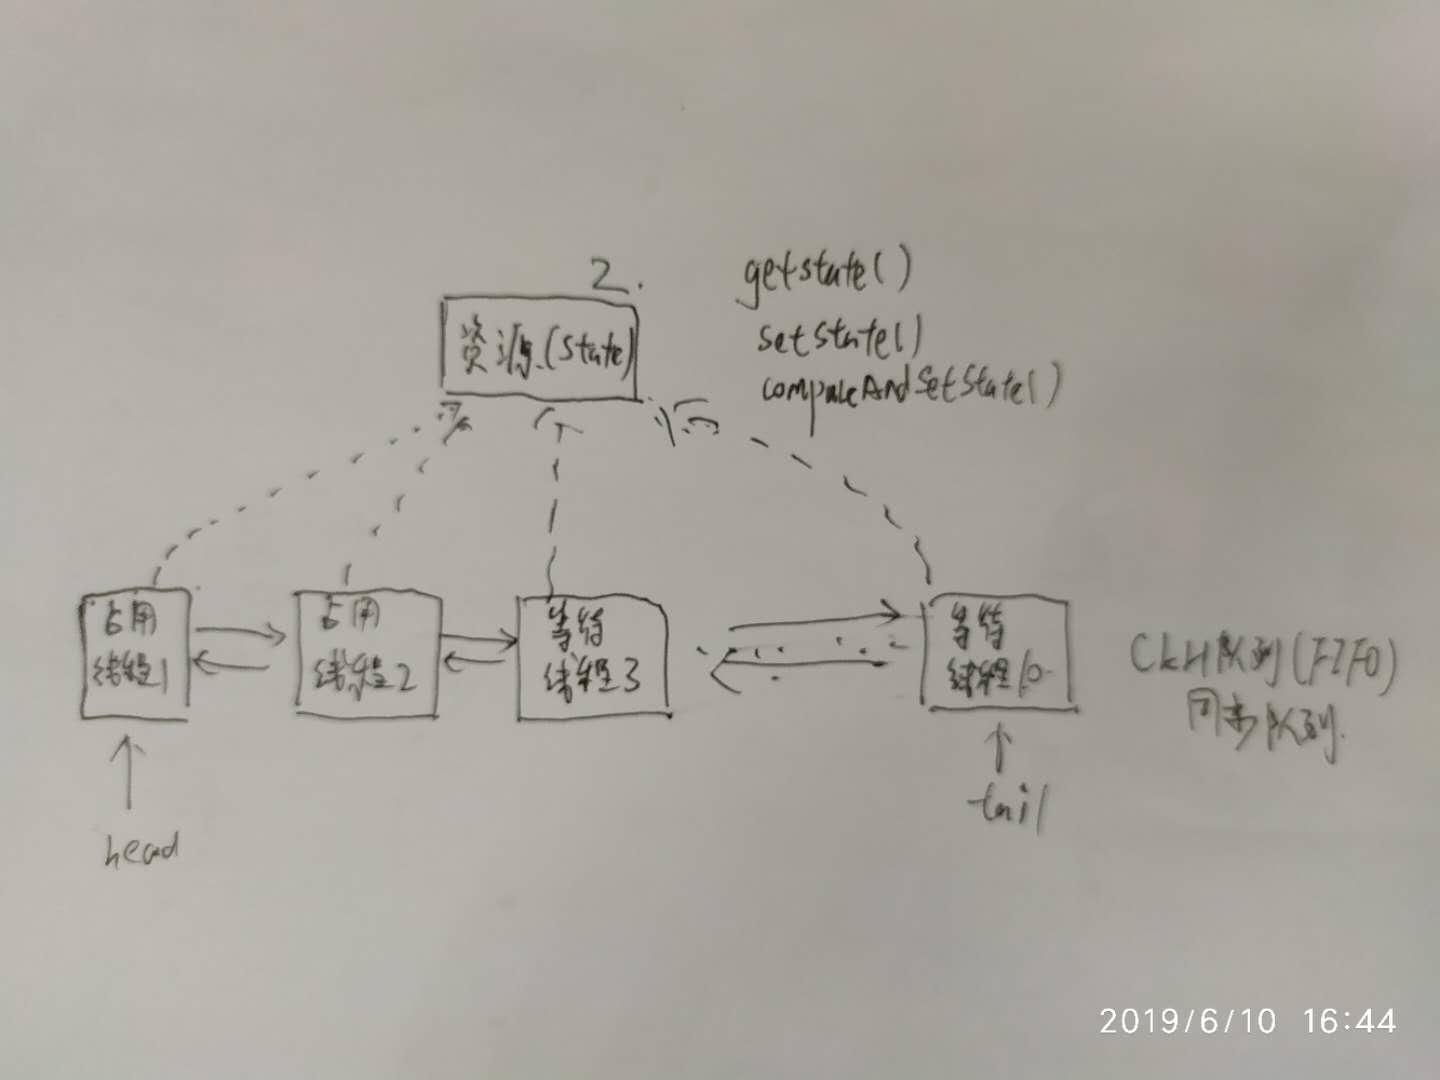 2.
getstate()
资源(state)
setstate()
compareAndSetState()
占用
线程1
占用
线程2
等待
线程3
等待
线程10
CLH队列(FIFO)
同步队列
head
tail
2019/6/10 16:44